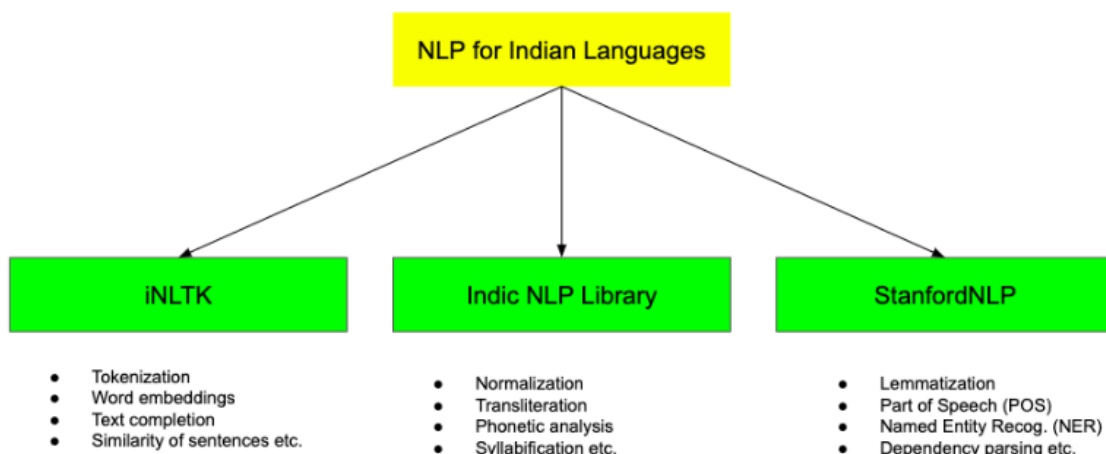 NLP for Indian Languages
iNLTK
Indic NLP Library
StanfordNLP
● Tokenization
● Word embeddings
● Text completion
● Similarity of sentences etc.
● Normalization
● Transliteration
● Phonetic analysis
● Syllabification etc.
● Lemmatization
● Part of Speech (POS)
● Named Entity Recog. (NER)
● Dependency parsing etc.